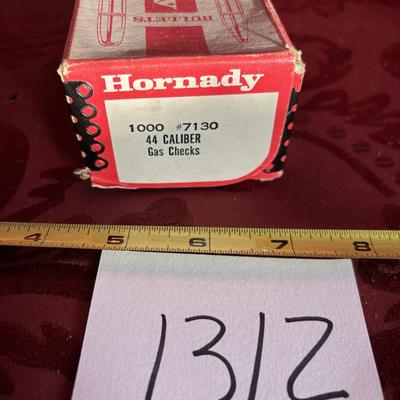 BULLETS
Hornady
1000 #7130
44 CALIBER
Gas Checks
4 5 6 7 8
1312